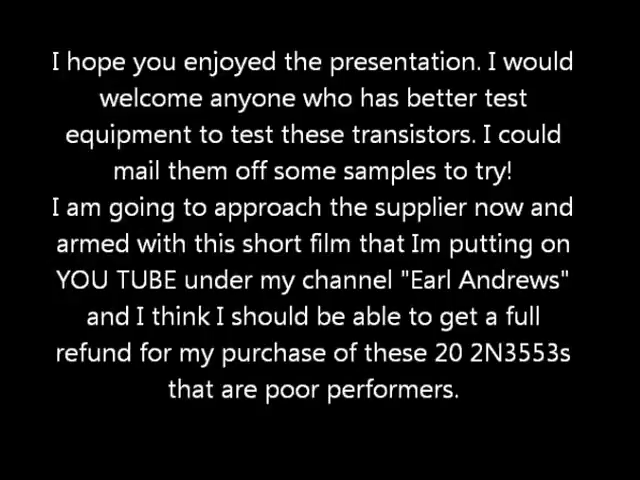 I hope you enjoyed the presentation. I would
welcome anyone who has better test
equipment to test these transistors. I could
mail them off some samples to try!
I am going to approach the supplier now and
armed with this short film that Im putting on
YOU TUBE under my channel "Earl Andrews"
and I think I should be able to get a full
refund for my purchase of these 20 2N3553s
that are poor performers.